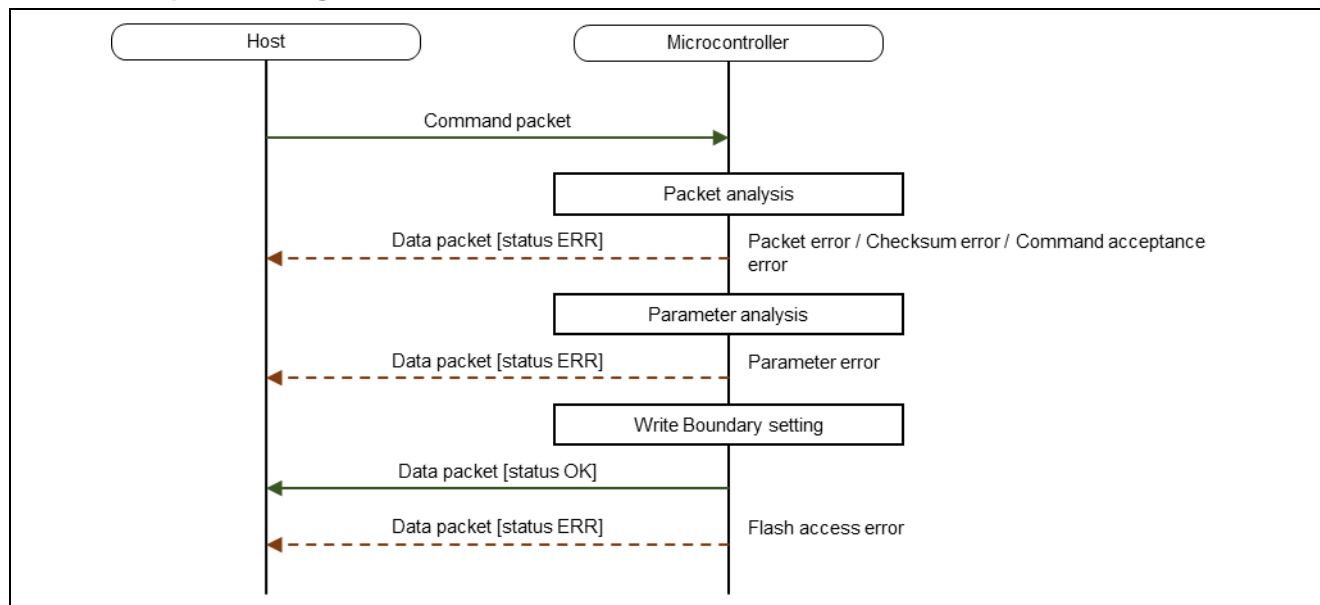 Host
Microcontroller
Command packet
Packet analysis
Data packet [status ERR]
Packet error / Checksum error / Command acceptance
error
Parameter analysis
Data packet [status ERR]
Parameter error
Write Boundary setting
Data packet [status OK]
Data packet [status ERR]
Flash access error